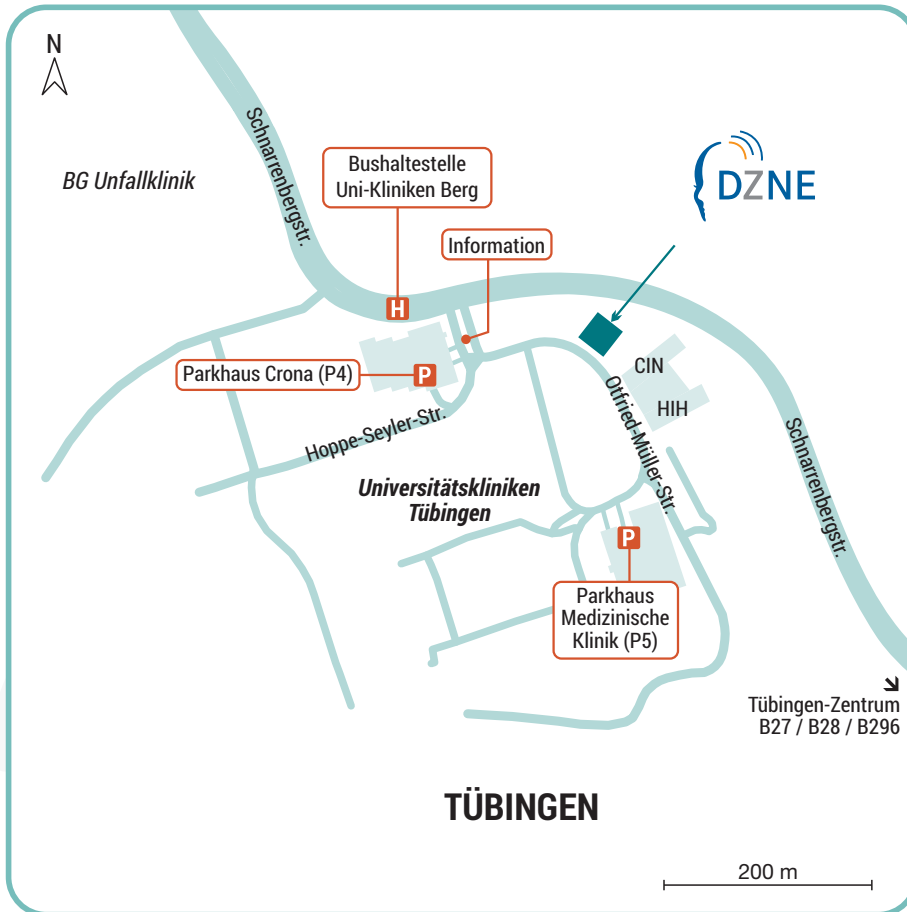 N
BG Unfallklinik
Schnarrenbergstr.
Bushaltestelle
Uni-Kliniken Berg
DZNE
Information
H
Parkhaus Crona (P4)
P
CIN
HIH
Hoppe-Seyler-Str.
Otfried-Müller-Str.
Schnarrenbergstr.
Universitätskliniken
Tübingen
P
Parkhaus
Medizinische
Klinik (P5)
Tübingen-Zentrum
B27 / B28 / B296
TÜBINGEN
200 m